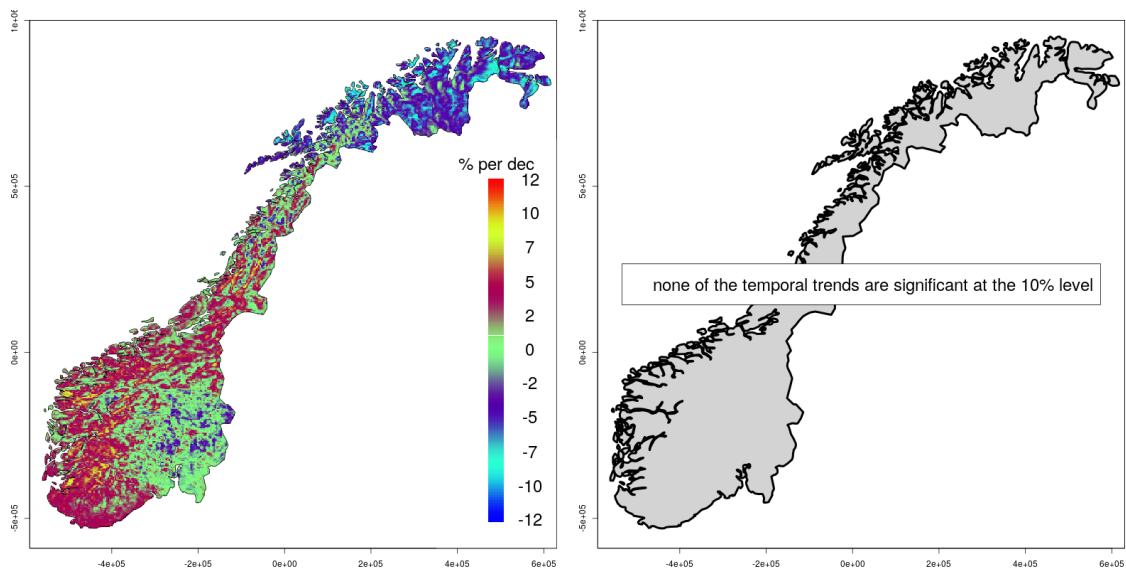 1e+06
5e+05
0e+00
-5e+05
-4e+05 -2e+05 0e+00 2e+05 4e+05 6e+05
% per dec
12
10
7
5
2
0
-2
-5
-7
-10
-12
1e+06
5e+05
0e+00
-5e+05
-4e+05 -2e+05 0e+00 2e+05 4e+05 6e+05
none of the temporal trends are significant at the 10% level